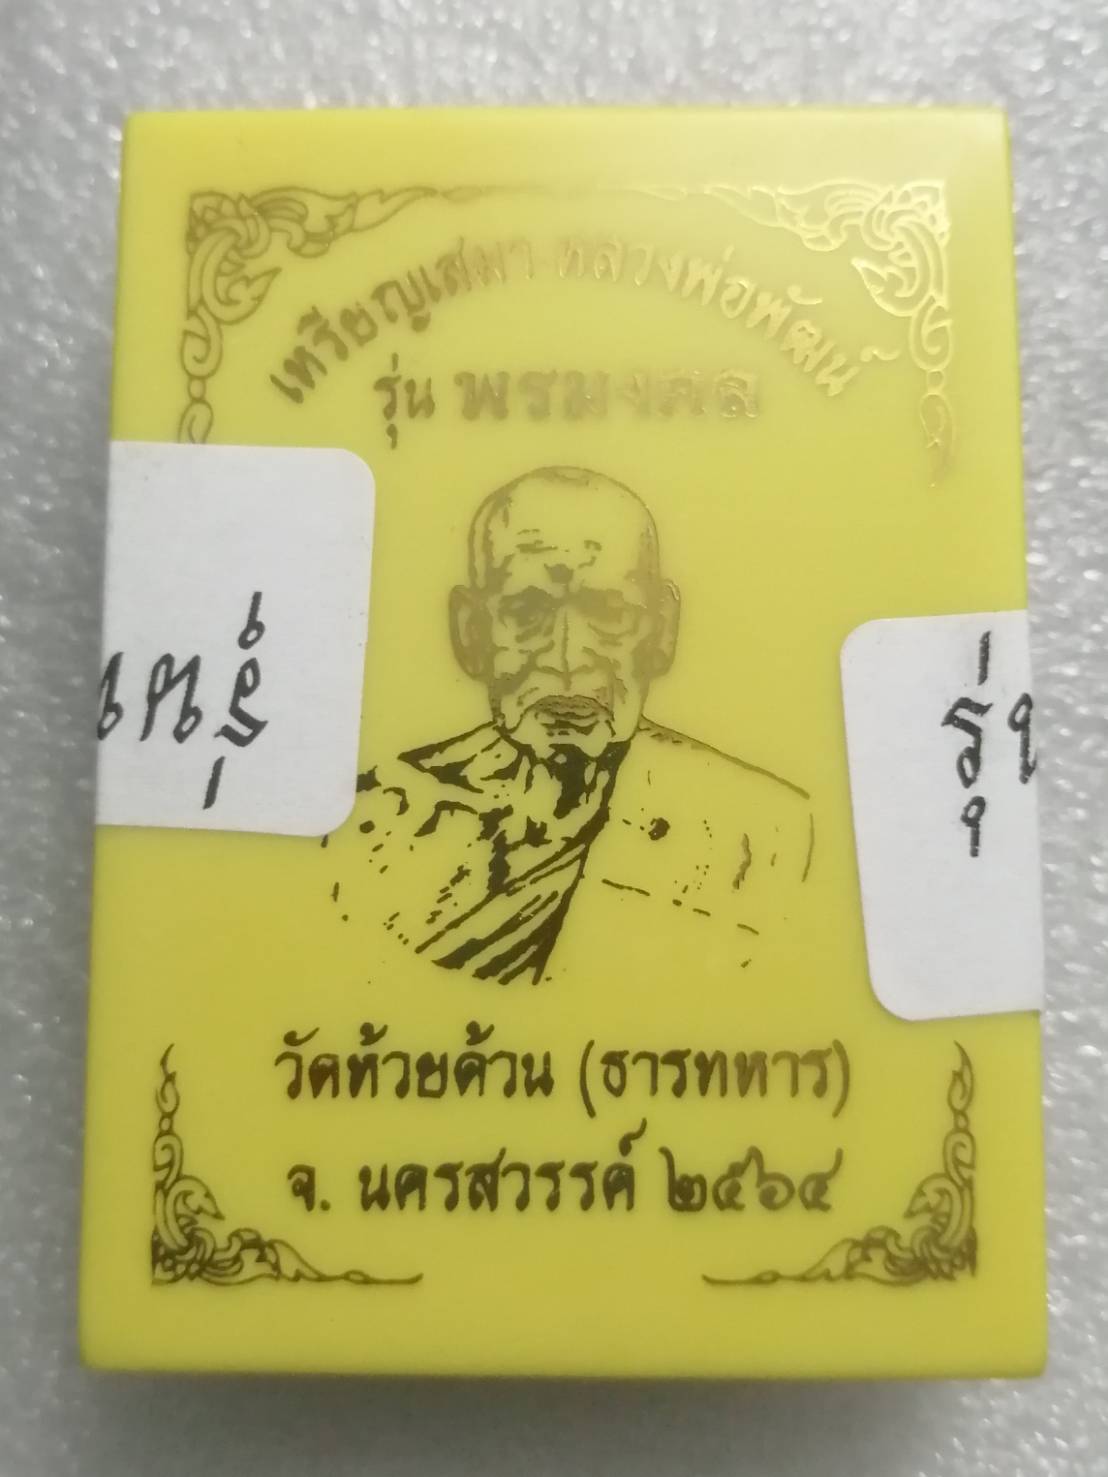 เหรียญเสมา หลวงพ่อพัฒน์
รุ่น พรมงคล
วัดห้วยด้วน (ธารทหาร)
จ. นครสวรรค์ ๒๕๖๔